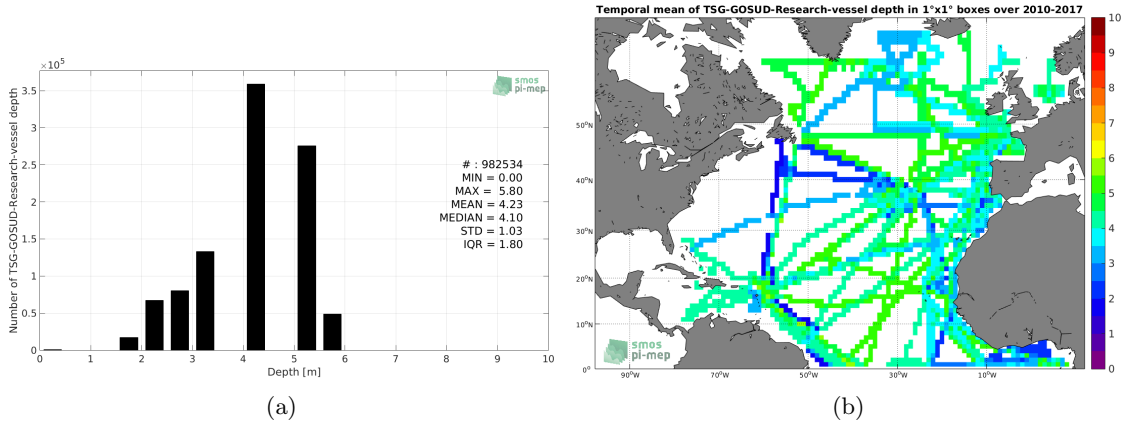 Temporal mean of TSG-GOSUD-Research-vessel depth in 1°x1° boxes over 2010-2017
×10⁵
smos
pi-mep
Number of TSG-GOSUD-Rsearch-vessel depth
3.5
3
2.5
2
1.5
1
0.5
0
# : 982534
MIN = 0.00
MAX = 5.80
MEAN = 4.23
MEDIAN = 4.10
STD = 1.03
IQR = 1.80
0 1 2 3 4 5 6 7 8 9 10
Depth [m]
(a)
50°N
40°N
30°N
20°N
10°N
0°
90°W 70°W 50°W 30°W 10°W
smos
pi-mep
10
9
8
7
6
5
4
3
2
1
0
(b)